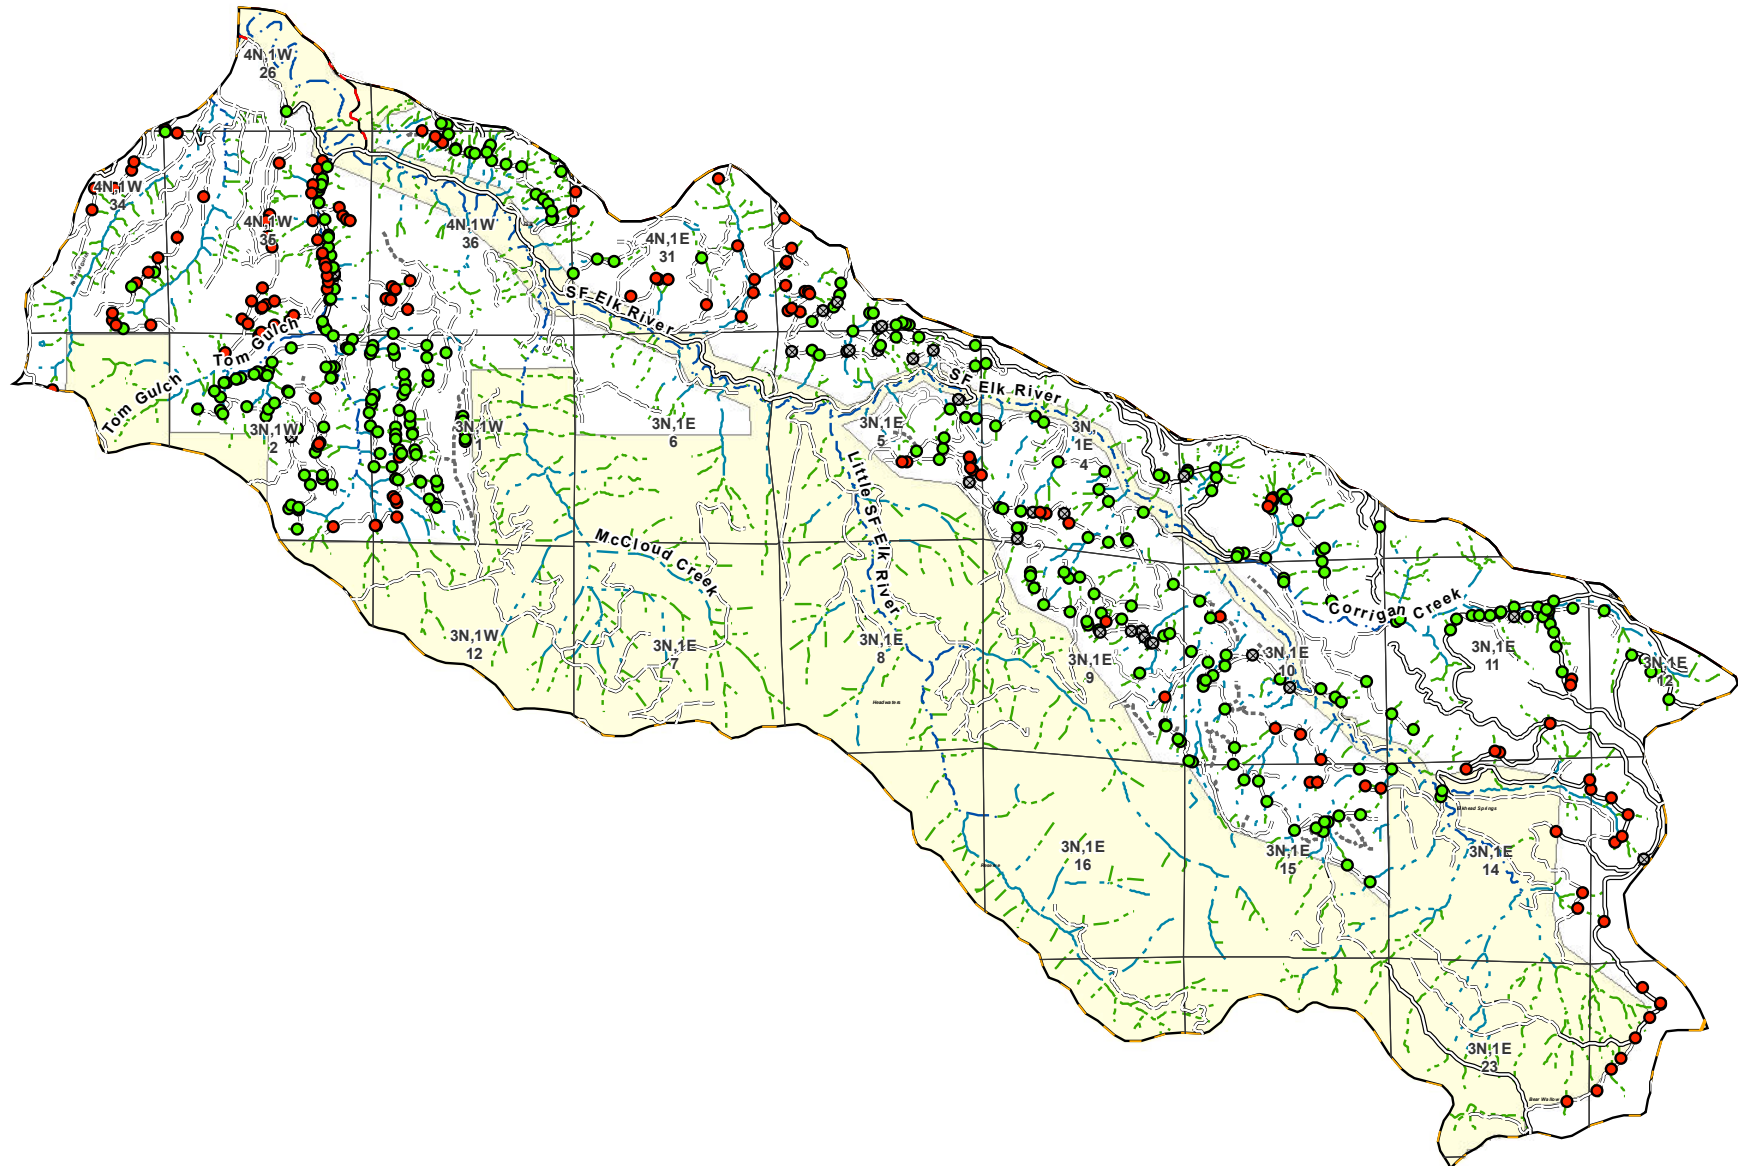 4N,1W
26
4N,1W
34
4N,1W
35
4N,1W
36
4N,1E
31
SF Elk River
Tom Gulch
Tom Gulch
SF Elk River
3N,1W
2
3N,1W
1
3N,1E
6
3N,1E
5
3N,
1E
4
Little SF Elk River
McCloud Creek
Corrigan Creek
3N,1W
12
3N,1E
7
3N,1E
8
3N,1E
9
3N,1E
10
3N,1E
11
3N,1E
12
Headwaters
3N,1E
16
3N,1E
15
3N,1E
14
3N,1E
23
Bear Wallow